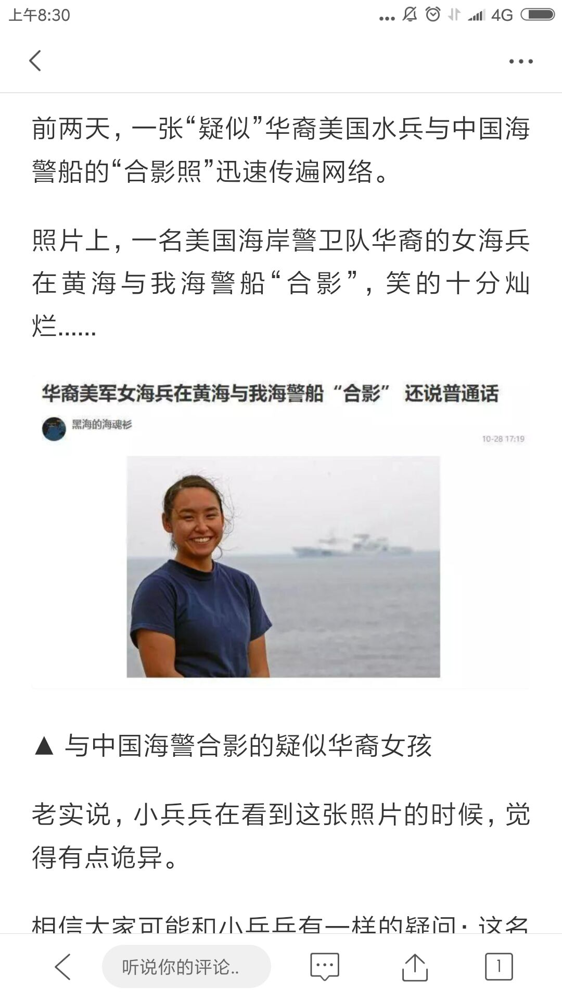 上午8:30
4G
前两天，一张“疑似”华裔美国水兵与中国海
警船的“合影照”迅速传遍网络。
照片上，一名美国海岸警卫队华裔的女海兵
在黄海与我海警船“合影”，笑的十分灿
烂......
华裔美军女海兵在黄海与我海警船“合影” 还说普通话
黑海的海魂衫
10-28 17:19
▲ 与中国海警合影的疑似华裔女孩
老实说，小兵兵在看到这张照片的时候，觉
得有点诡异。
相信大家可能和小乒乒有一样的疑问：这名
听说你的评论..
1